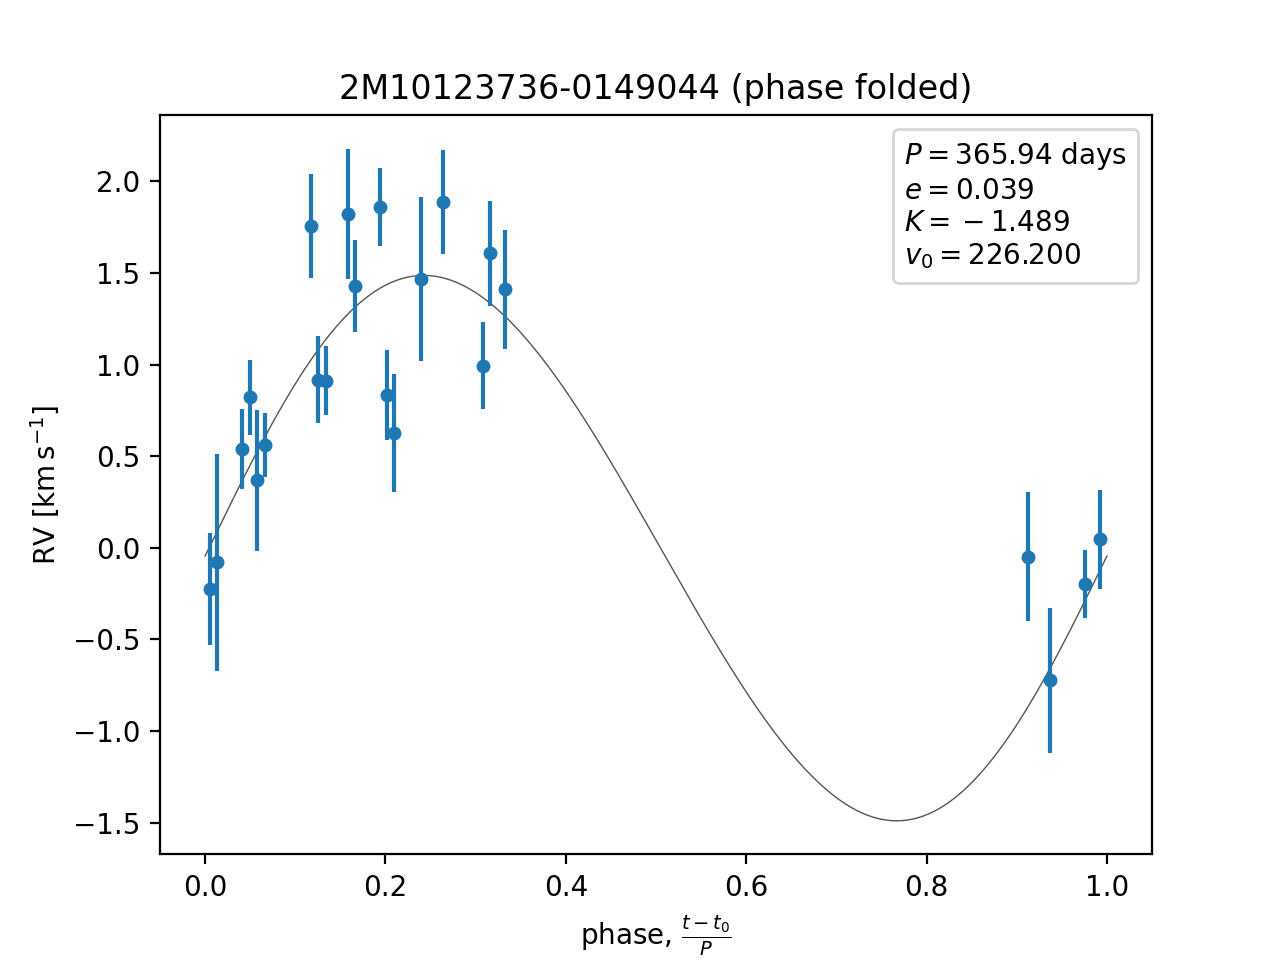 2M10123736-0149044 (phase folded)
P = 365.94 days
e = 0.039
K = −1.489
v₀ = 226.200
2.0
1.5
1.0
0.5
0.0
−0.5
−1.0
−1.5
RV [km s⁻¹]
0.0 0.2 0.4 0.6 0.8 1.0
phase, (t − t₀)/P